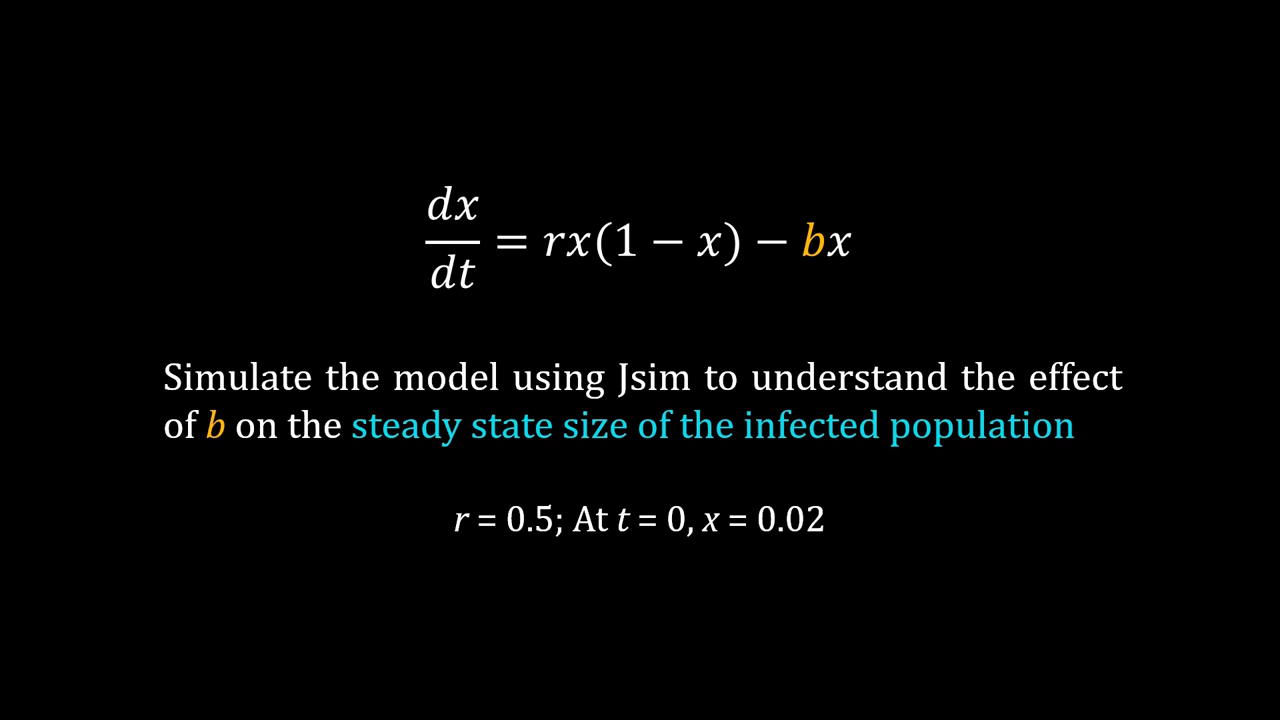 dx/dt = rx(1 − x) − bx
Simulate the model using Jsim to understand the effect
of b on the steady state size of the infected population
r = 0.5; At t = 0, x = 0.02